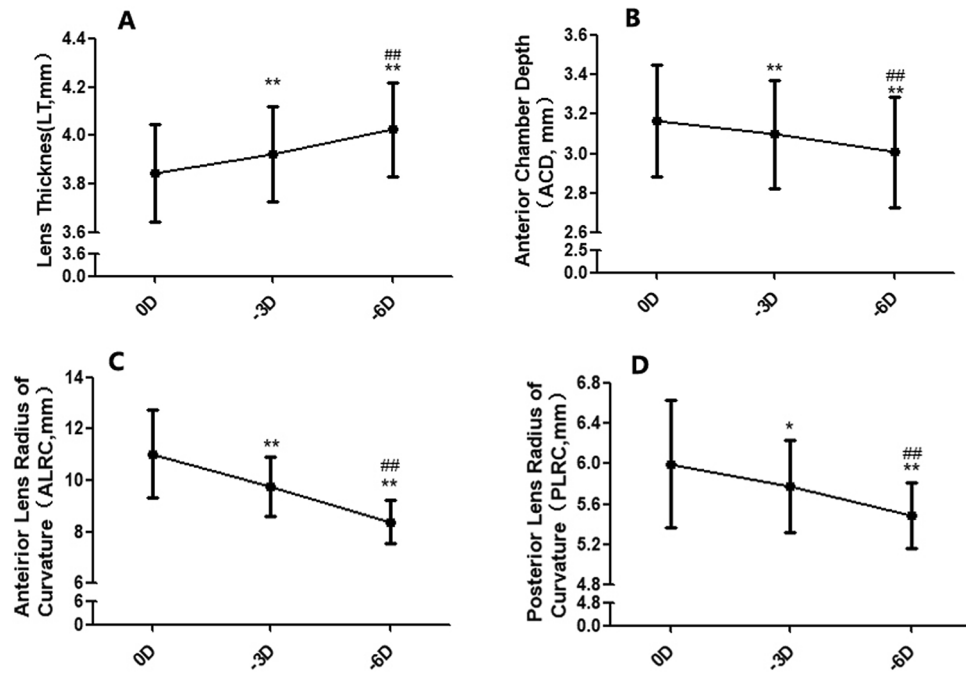 A
Lens Thicknes(LT,mm)
4.4
4.2
4.0
3.8
3.6
3.6
0.0
**
##
**
0D
-3D
-6D
B
Anterior Chamber Depth
(ACD, mm)
3.6
3.4
3.2
3.0
2.8
2.6
2.5
0.0
**
##
**
0D
-3D
-6D
C
Anteirior Lens Radius of
Curvature (ALRC,mm)
14
12
10
8
6
6
0
**
##
**
0D
-3D
-6D
D
Posterior Lens Radius of
Curvature (PLRC,mm)
6.8
6.4
6.0
5.6
5.2
4.8
4.8
0.0
*
##
**
0D
-3D
-6D